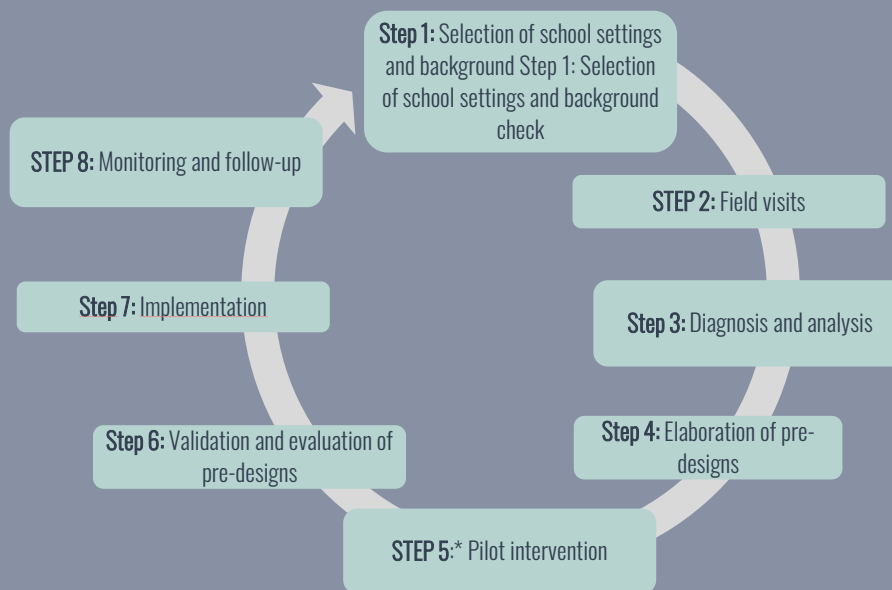 Step 1: Selection of school settings
and background Step 1: Selection
of school settings and background
check
STEP 2: Field visits
Step 3: Diagnosis and analysis
Step 4: Elaboration of pre-
designs
STEP 5:* Pilot intervention
Step 6: Validation and evaluation of
pre-designs
Step 7: Implementation
STEP 8: Monitoring and follow-up